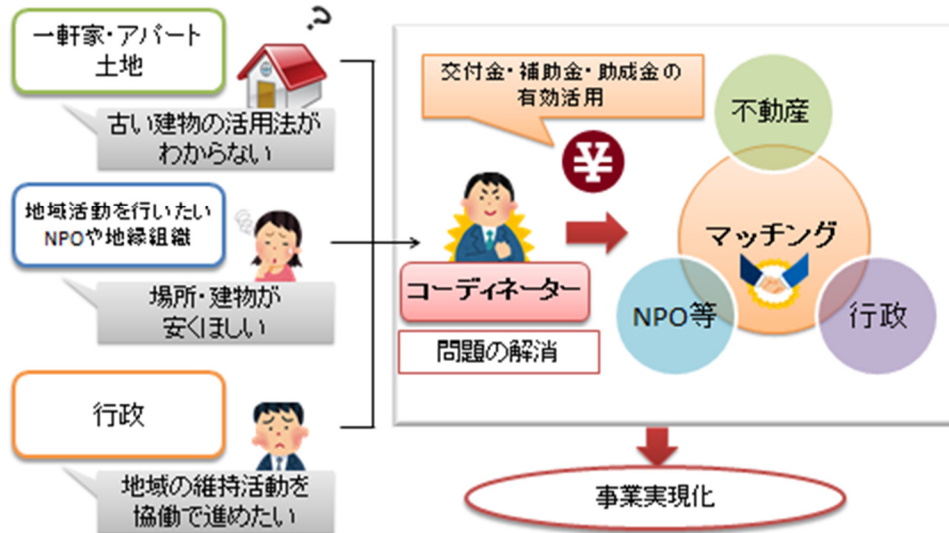 一軒家・アパート
土地
?
古い建物の活用法が
わからない
地域活動を行いたい
NPOや地縁組織
場所・建物が
安くほしい
行政
地域の維持活動を
協働で進めたい
交付金・補助金・助成金の
有効活用
¥
コーディネーター
問題の解消
不動産
マッチング
NPO等
行政
事業実現化